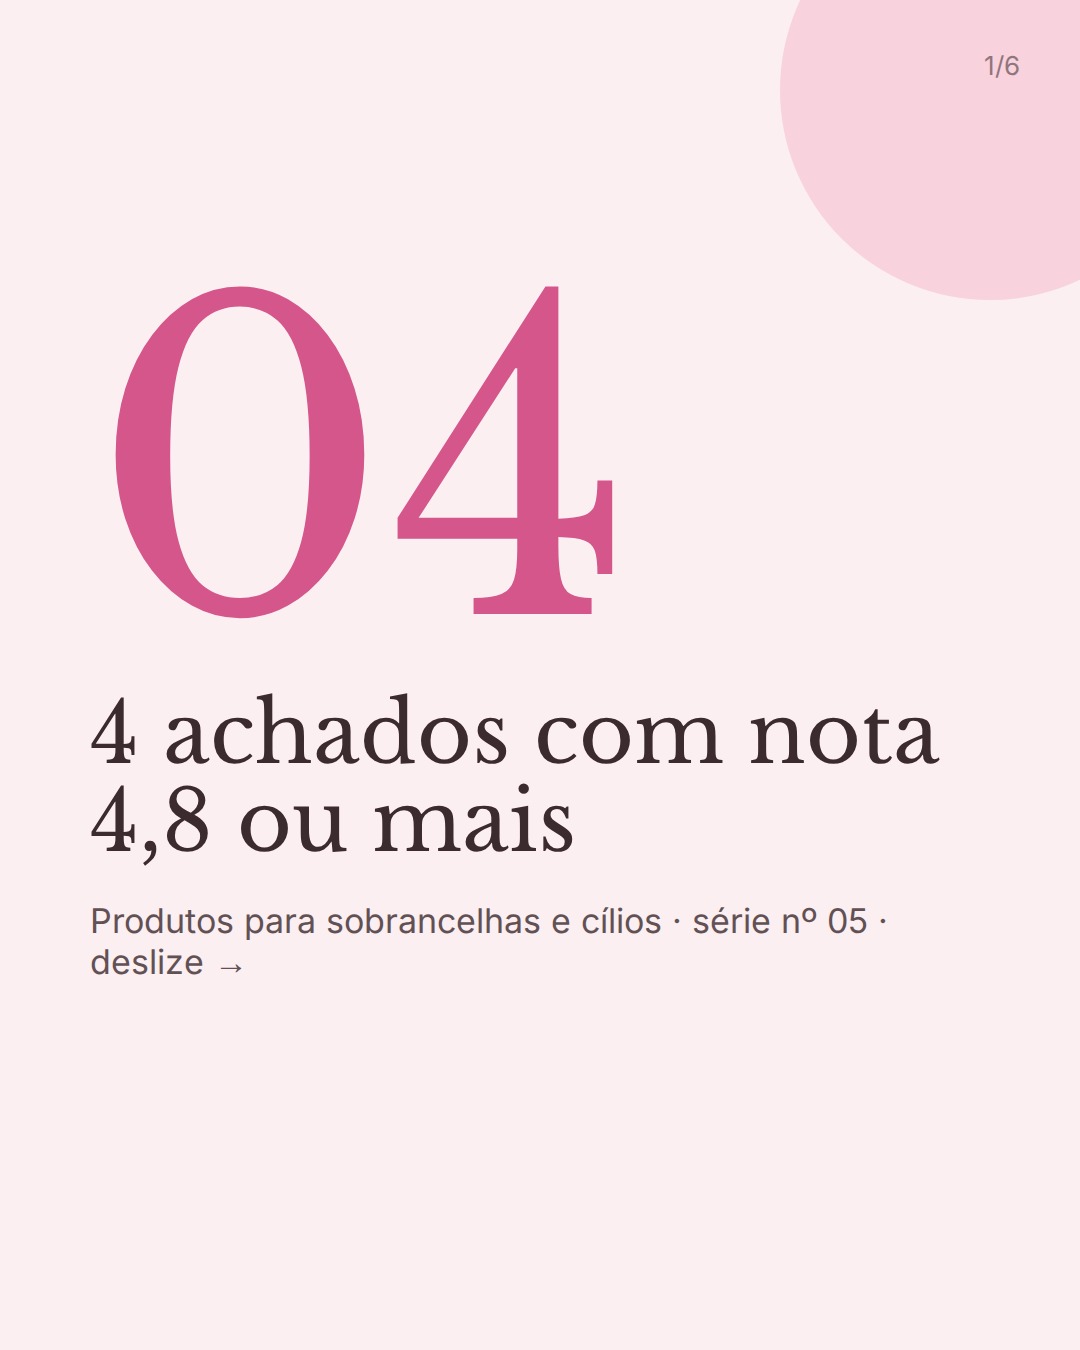 1/6
04
4 achados com nota
4,8 ou mais
Produtos para sobrancelhas e cílios · série nº 05 ·
deslize →